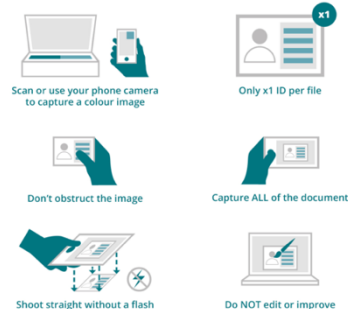 x1
Scan or use your phone camera
to capture a colour image
Only x1 ID per file
Don't obstruct the image
Capture ALL of the document
Shoot straight without a flash
Do NOT edit or improve